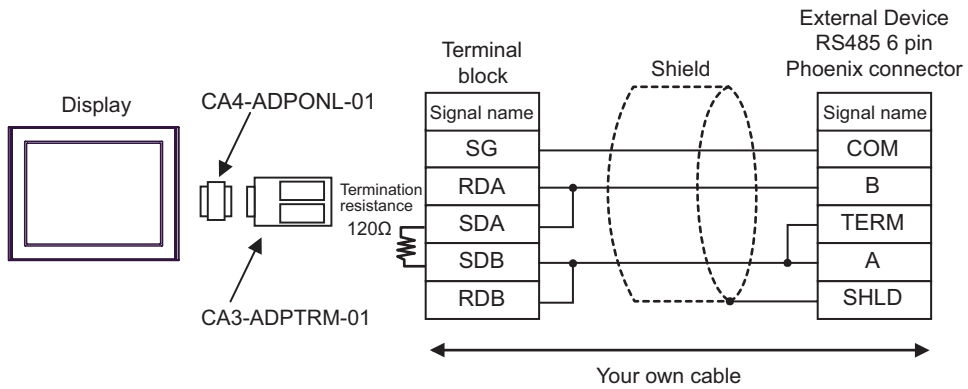 External Device
RS485 6 pin
Phoenix connector
Terminal
block
Shield
Display
CA4-ADPONL-01
Signal name
Signal name
SG
COM
RDA
B
Termination
resistance
120Ω
SDA
TERM
SDB
A
RDB
SHLD
CA3-ADPTRM-01
Your own cable